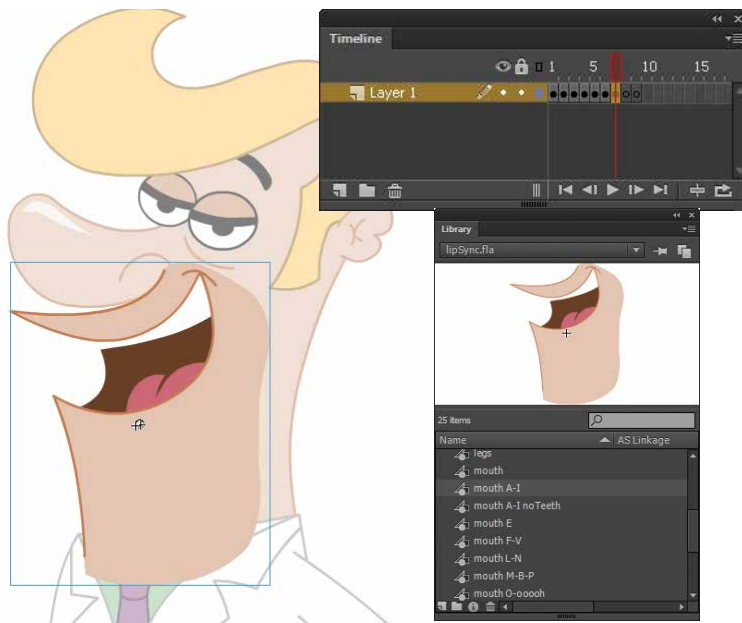 Timeline
1 5 10 15
Layer 1
Library
lipSync.fla
25 items
Name AS Linkage
legs
mouth
mouth A-I
mouth A-I noTeeth
mouth E
mouth F-V
mouth L-N
mouth M-B-P
mouth O-ooooh